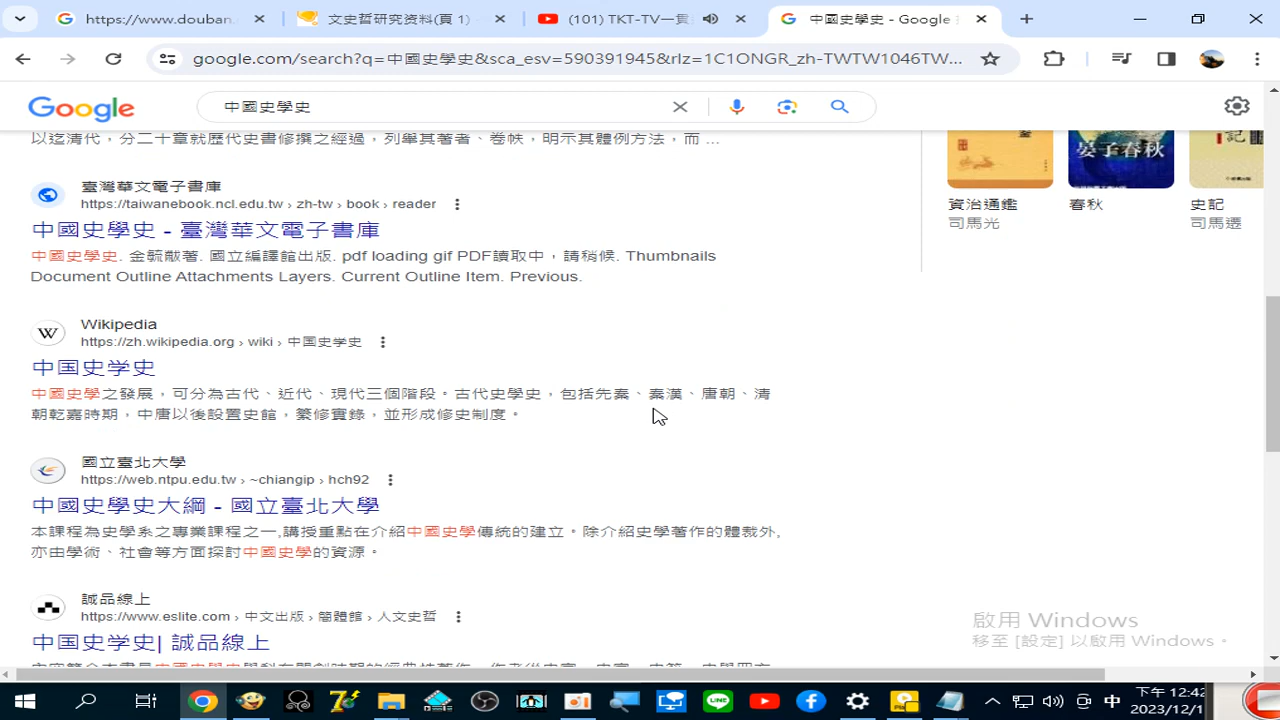 https://www.douban.
文史哲研究资料(頁 1)
(101) TKT-TV一貫
中國史學史 - Google
google.com/search?q=中國史學史&sca_esv=590391945&rlz=1C1ONGR_zh-TWTW1046TW...
Google
中國史學史
以迄清代，分二十章就歷代史書修撰之經過，列舉其著者、卷帙，明示其體例方法，而 ...
臺灣華文電子書庫
https://taiwanebook.ncl.edu.tw › zh-tw › book › reader
中國史學史 - 臺灣華文電子書庫
中國史學史. 金毓黻著. 國立編譯館出版. pdf loading gif PDF讀取中，請稍候. Thumbnails
Document Outline Attachments Layers. Current Outline Item. Previous.
Wikipedia
https://zh.wikipedia.org › wiki › 中国史学史
中国史学史
中國史學之發展，可分為古代、近代、現代三個階段。古代史學史，包括先秦、秦漢、唐朝、清
朝乾嘉時期，中唐以後設置史館，纂修實錄，並形成修史制度。
國立臺北大學
https://web.ntpu.edu.tw › ~chiangip › hch92
中國史學史大綱 - 國立臺北大學
本課程為史學系之專業課程之一,講授重點在介紹中國史學傳統的建立。除介紹史學著作的體裁外,
亦由學術、社會等方面探討中國史學的資源。
誠品線上
https://www.eslite.com › 中文出版 › 簡體館 › 人文史哲
中国史学史| 誠品線上
晏子春秋
記
資治通鑑
司馬光
春秋
史記
司馬遷
啟用 Windows
移至 [設定] 以啟用 Windows。
LINE
中
下午 12:42
2023/12/1